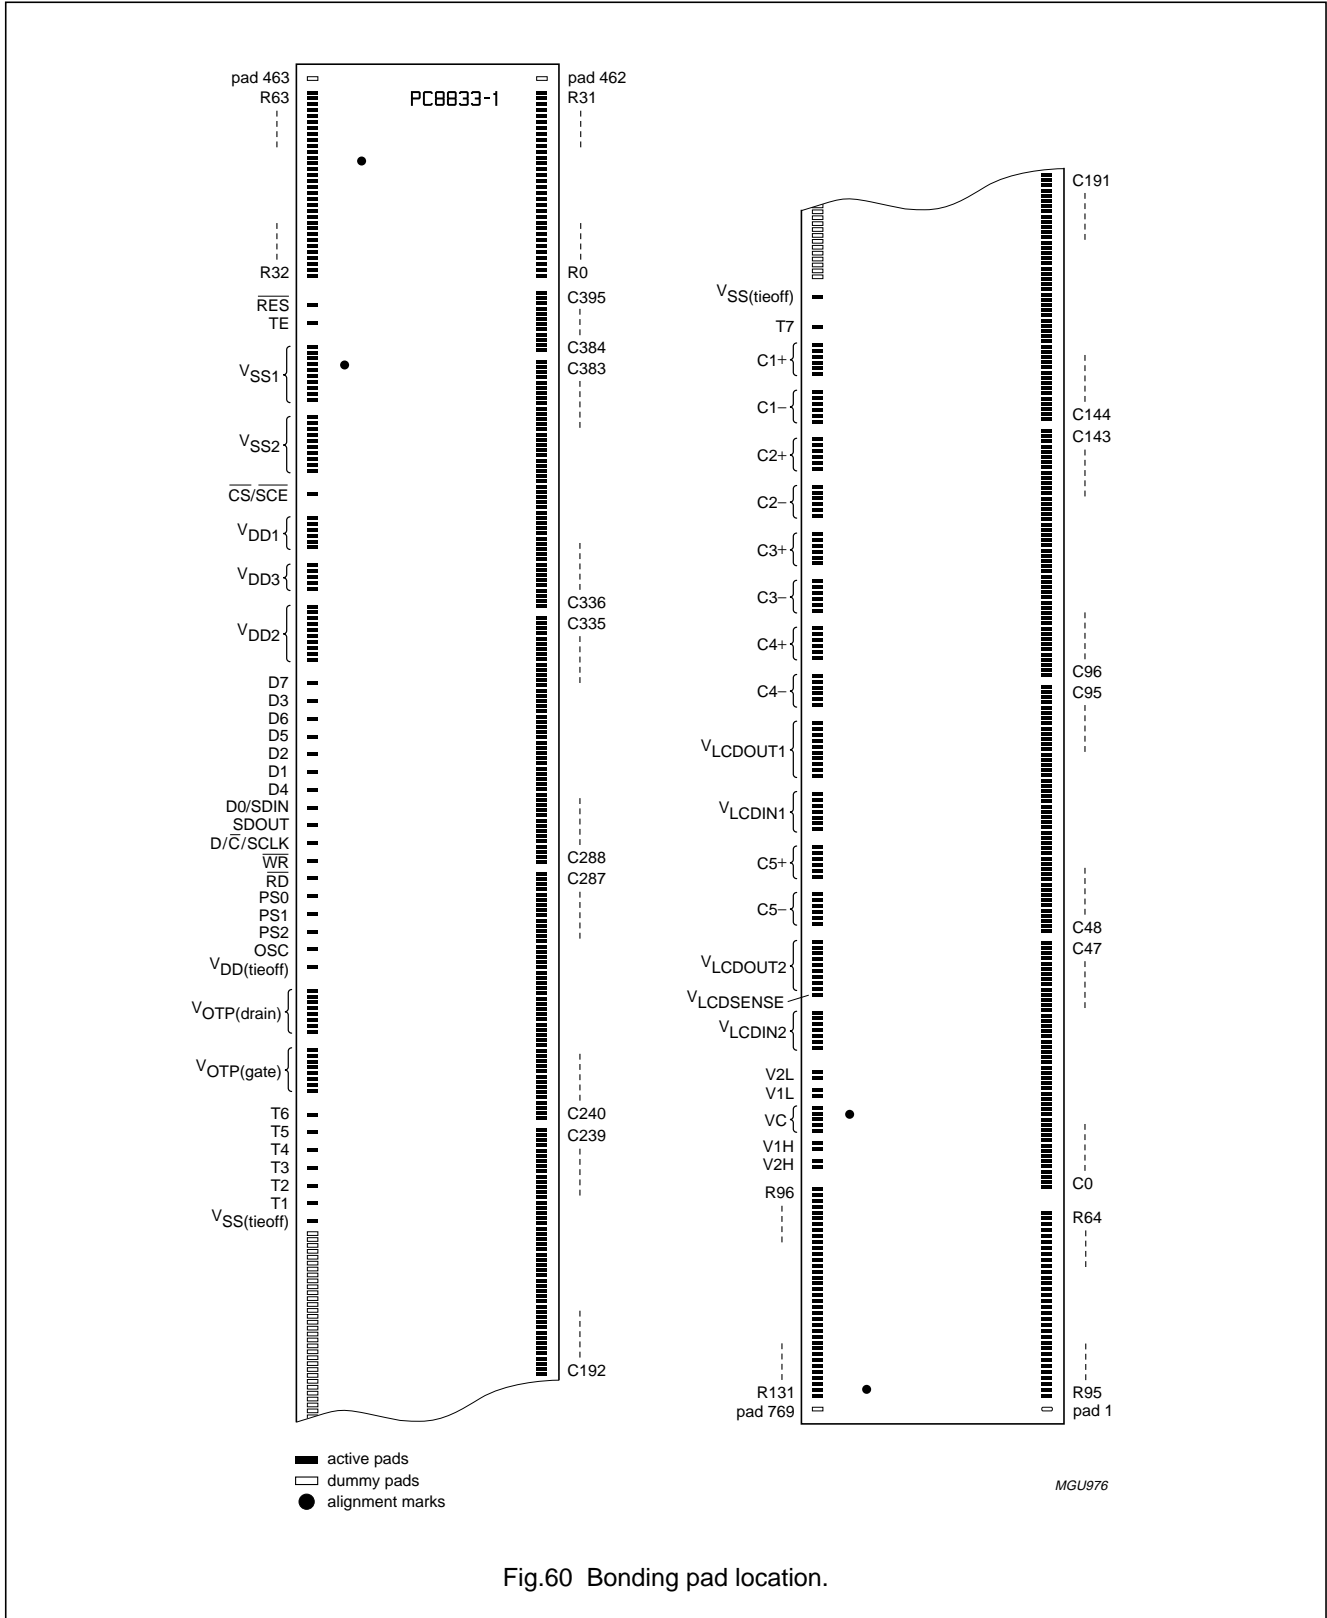 pad 463
R63
R32
RES
TE
VSS1
VSS2
CS/SCE
VDD1
VDD3
VDD2
D7
D3
D6
D5
D2
D1
D4
D0/SDIN
SDOUT
D/C/SCLK
WR
RD
PS0
PS1
PS2
OSC
VDD(tieoff)
VOTP(drain)
VOTP(gate)
T6
T5
T4
T3
T2
T1
VSS(tieoff)
PC8833-1
pad 462
R31
R0
C395
C384
C383
C336
C335
C288
C287
C240
C239
C192
VSS(tieoff)
T7
C1+
C1−
C2+
C2−
C3+
C3−
C4+
C4−
VLCDOUT1
VLCDIN1
C5+
C5−
VLCDOUT2
VLCDSENSE
VLCDIN2
V2L
V1L
VC
V1H
V2H
R96
R131
pad 769
C191
C144
C143
C96
C95
C48
C47
C0
R64
R95
pad 1
active pads
dummy pads
alignment marks
MGU976
Fig.60 Bonding pad location.